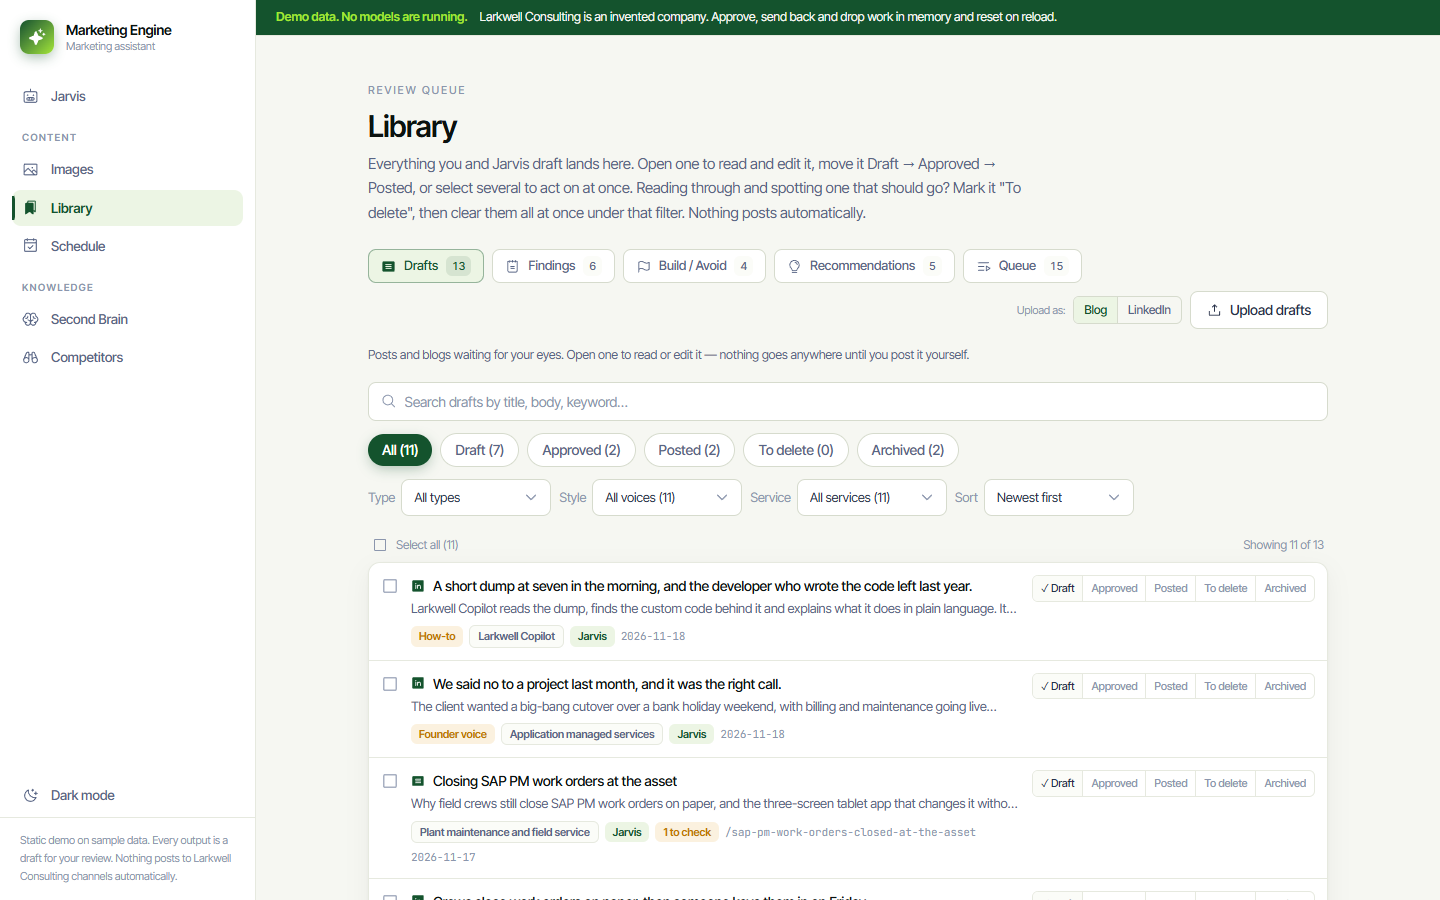 Marketing Engine
Marketing assistant
Jarvis
CONTENT
Images
Library
Schedule
KNOWLEDGE
Second Brain
Competitors
Dark mode
Static demo on sample data. Every output is a
draft for your review. Nothing posts to Larkwell
Consulting channels automatically.
Demo data. No models are running. Larkwell Consulting is an invented company. Approve, send back and drop work in memory and reset on reload.
REVIEW QUEUE
Library
Everything you and Jarvis draft lands here. Open one to read and edit it, move it Draft → Approved →
Posted, or select several to act on at once. Reading through and spotting one that should go? Mark it "To
delete", then clear them all at once under that filter. Nothing posts automatically.
Drafts 13 Findings 6 Build / Avoid 4 Recommendations 5 Queue 15
Upload as: Blog LinkedIn Upload drafts
Posts and blogs waiting for your eyes. Open one to read or edit it — nothing goes anywhere until you post it yourself.
Search drafts by title, body, keyword...
All (11) Draft (7) Approved (2) Posted (2) To delete (0) Archived (2)
Type All types Style All voices (11) Service All services (11) Sort Newest first
Select all (11) Showing 11 of 13
A short dump at seven in the morning, and the developer who wrote the code left last year.
✓ Draft Approved Posted To delete Archived
Larkwell Copilot reads the dump, finds the custom code behind it and explains what it does in plain language. It...
How-to Larkwell Copilot Jarvis 2026-11-18
We said no to a project last month, and it was the right call.
✓ Draft Approved Posted To delete Archived
The client wanted a big-bang cutover over a bank holiday weekend, with billing and maintenance going live...
Founder voice Application managed services Jarvis 2026-11-18
Closing SAP PM work orders at the asset
✓ Draft Approved Posted To delete Archived
Why field crews still close SAP PM work orders on paper, and the three-screen tablet app that changes it witho...
Plant maintenance and field service Jarvis 1 to check /sap-pm-work-orders-closed-at-the-asset
2026-11-17